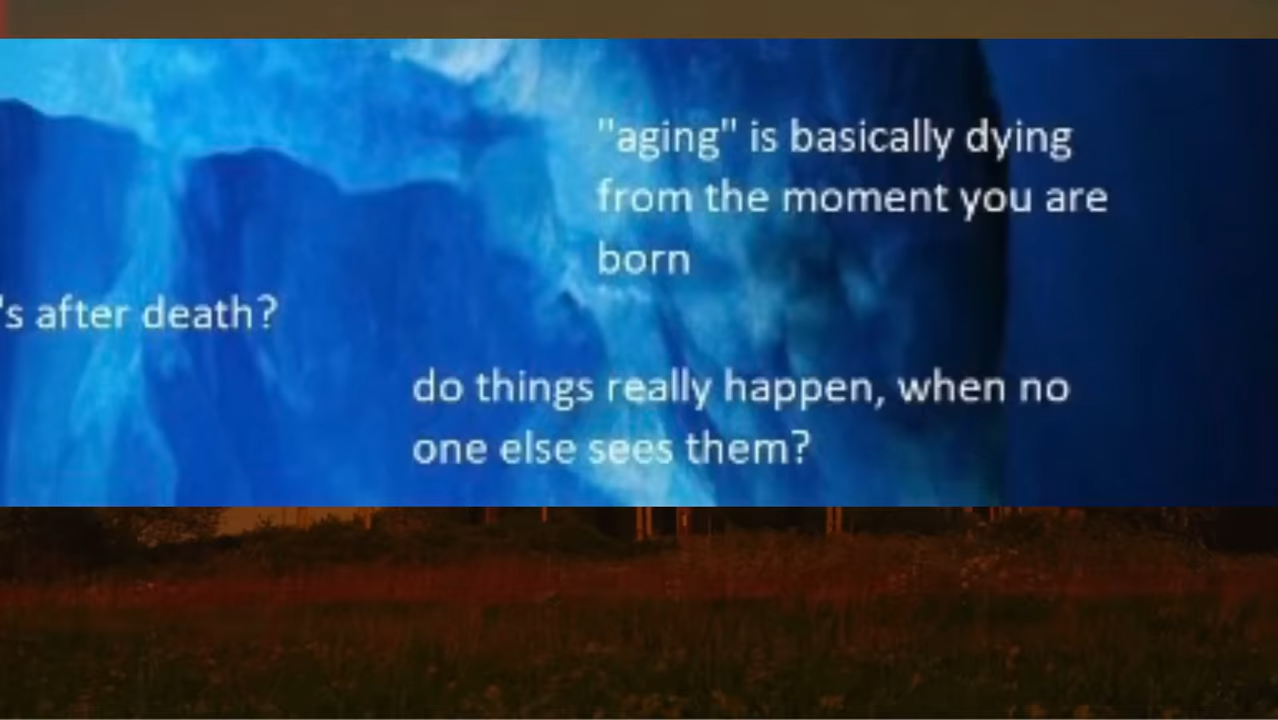 "aging" is basically dying
from the moment you are
born
's after death?
do things really happen, when no
one else sees them?